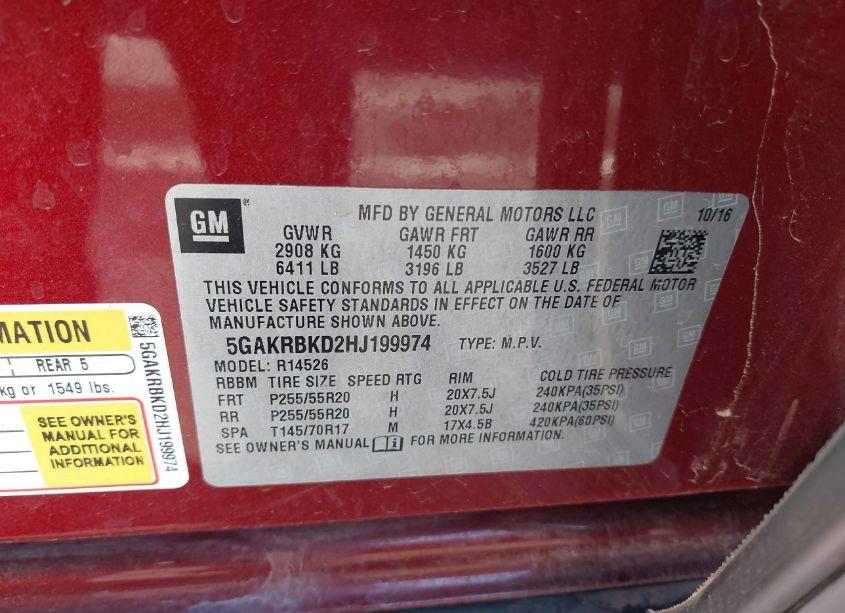 GM
MFD BY GENERAL MOTORS LLC 10/16
GVWR GAWR FRT GAWR RR
2908 KG 1450 KG 1600 KG
6411 LB 3196 LB 3527 LB
THIS VEHICLE CONFORMS TO ALL APPLICABLE U.S. FEDERAL MOTOR
VEHICLE SAFETY STANDARDS IN EFFECT ON THE DATE OF
MANUFACTURE SHOWN ABOVE.
5GAKRBKD2HJ199974 TYPE: M.P.V.
MODEL: R14526
RBBM TIRE SIZE SPEED RTG RIM COLD TIRE PRESSURE
FRT P255/55R20 H 20X7.5J 240KPA(35PSI)
RR P255/55R20 H 20X7.5J 240KPA(35PSI)
SPA T145/70R17 M 17X4.5B 420KPA(60PSI)
SEE OWNER'S MANUAL FOR MORE INFORMATION.
MATION
REAR 5
kg or 1549 lbs.
SEE OWNER'S
MANUAL FOR
ADDITIONAL
INFORMATION
5GAKRBKD2HJ199974